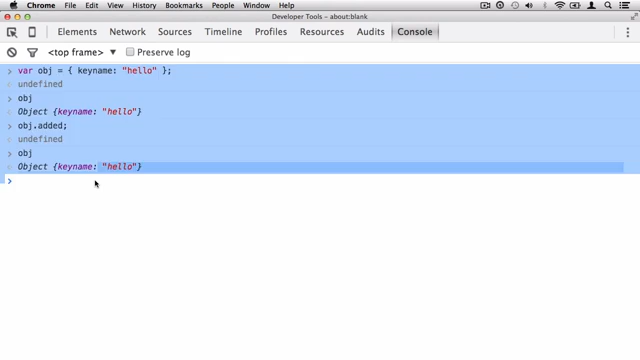 Chrome File Edit View History Bookmarks People Window Help
Developer Tools - about:blank
Elements Network Sources Timeline Profiles Resources Audits Console
<top frame> ▼ Preserve log
> var obj = { keyname: "hello" };
undefined
> obj
Object {keyname: "hello"}
> obj.added;
undefined
> obj
Object {keyname: "hello"}
>